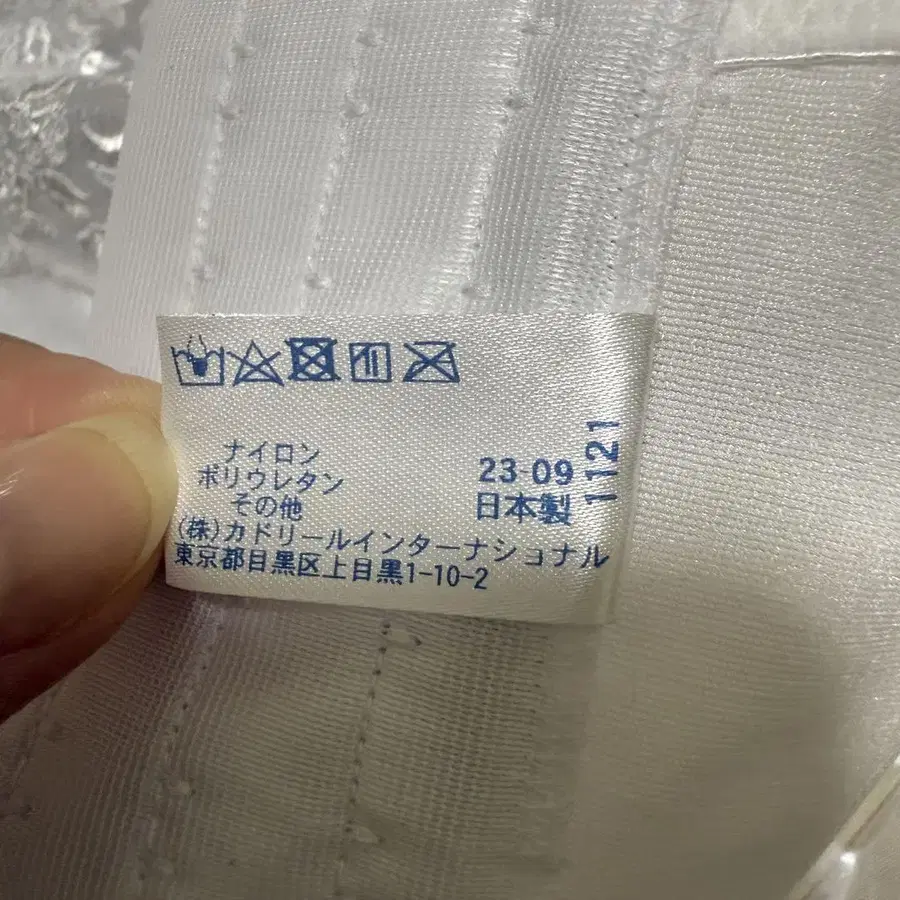 ナイロン
ポリウレタン
その他
23-09
日本製
1121
(株)カドリールインターナショナル
東京都目黒区上目黒1-10-2